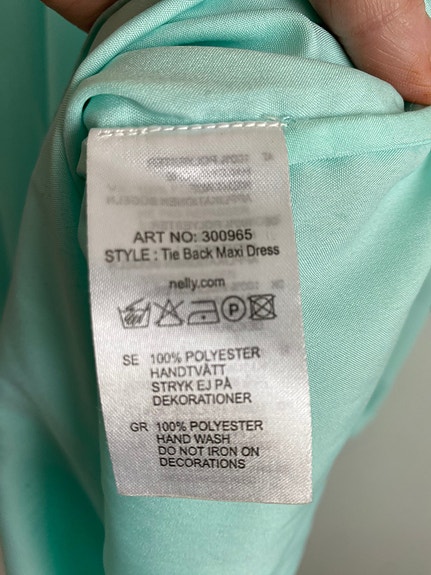 ART NO: 300965
STYLE : Tie Back Maxi Dress
nelly.com
P
SE 100% POLYESTER
HANDTVÄTT
STRYK EJ PÅ
DEKORATIONER
GR 100% POLYESTER
HAND WASH
DO NOT IRON ON
DECORATIONS